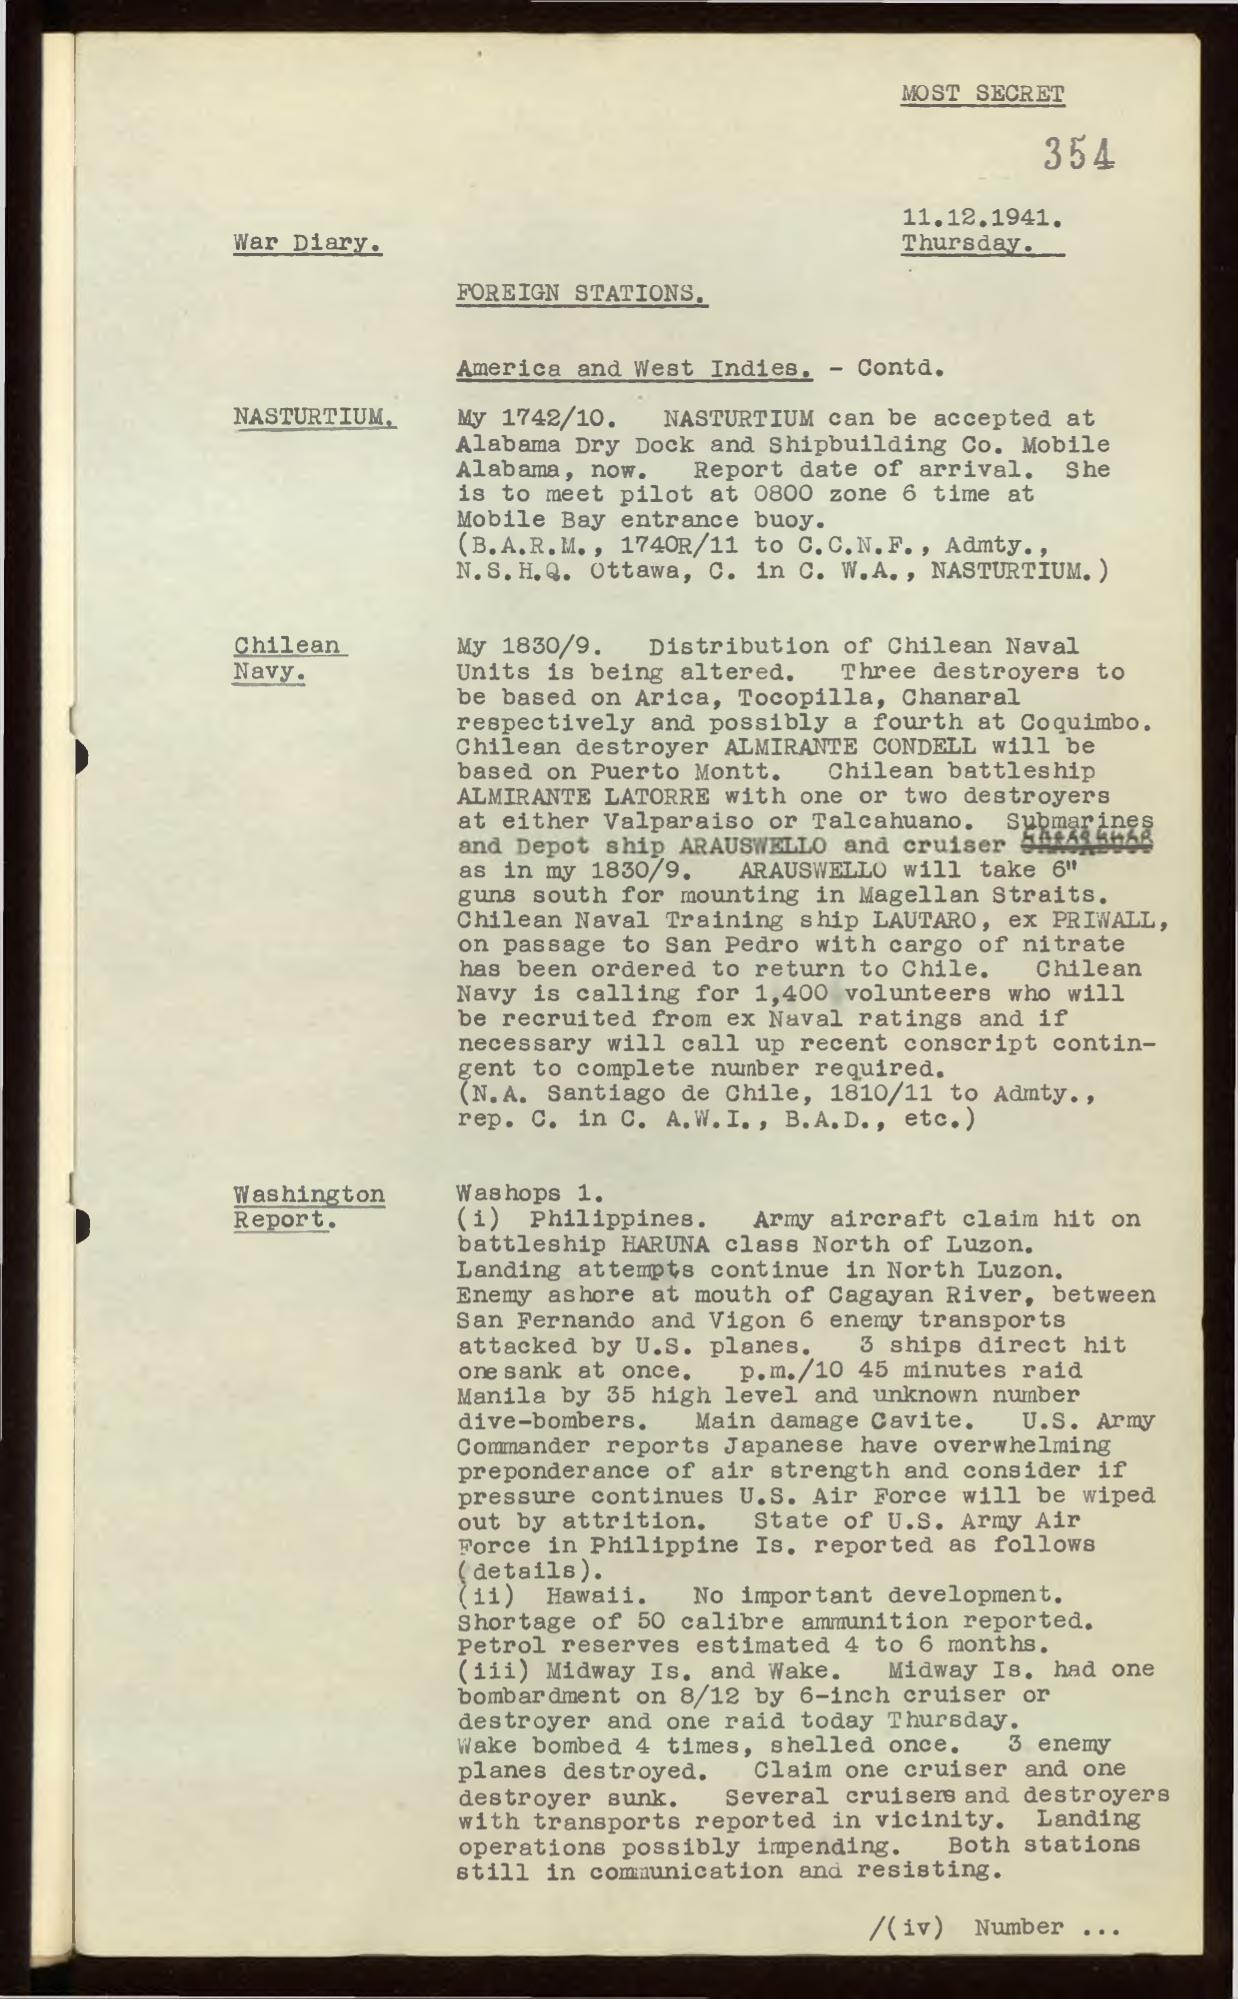 MOST SECRET
354
11.12.1941.
War Diary.
Thursday.
FOREIGN STATIONS.
America and West Indies. - Contd.
NASTURTIUM.
My 1742/10. NASTURTIUM can be accepted at
Alabama Dry Dock and Shipbuilding Co. Mobile
Alabama, now. Report date of arrival. She
is to meet pilot at 0800 zone 6 time at
Mobile Bay entrance buoy.
(B.A.R.M., 1740R/11 to C.C.N.F., Admty.,
N.S.H.Q. Ottawa, C. in C. W.A., NASTURTIUM.)
Chilean
Navy.
My 1830/9. Distribution of Chilean Naval
Units is being altered. Three destroyers to
be based on Arica, Tocopilla, Chanaral
respectively and possibly a fourth at Coquimbo.
Chilean destroyer ALMIRANTE CONDELL will be
based on Puerto Montt. Chilean battleship
ALMIRANTE LATORRE with one or two destroyers
at either Valparaiso or Talcahuano. Submarines
and Depot ship ARAUSWELLO and cruiser
as in my 1830/9. ARAUSWELLO will take 6"
guns south for mounting in Magellan Straits.
Chilean Naval Training ship LAUTARO, ex PRIWALL,
on passage to San Pedro with cargo of nitrate
has been ordered to return to Chile. Chilean
Navy is calling for 1,400 volunteers who will
be recruited from ex Naval ratings and if
necessary will call up recent conscript contin-
gent to complete number required.
(N.A. Santiago de Chile, 1810/11 to Admty.,
rep. C. in C. A.W.I., B.A.D., etc.)
Washington
Report.
Washops 1.
(i) Philippines. Army aircraft claim hit on
battleship HARUNA class North of Luzon.
Landing attempts continue in North Luzon.
Enemy ashore at mouth of Cagayan River, between
San Fernando and Vigon 6 enemy transports
attacked by U.S. planes. 3 ships direct hit
one sank at once. p.m./10 45 minutes raid
Manila by 35 high level and unknown number
dive-bombers. Main damage Cavite. U.S. Army
Commander reports Japanese have overwhelming
preponderance of air strength and consider if
pressure continues U.S. Air Force will be wiped
out by attrition. State of U.S. Army Air
Force in Philippine Is. reported as follows
(details).
(ii) Hawaii. No important development.
Shortage of 50 calibre ammunition reported.
Petrol reserves estimated 4 to 6 months.
(iii) Midway Is. and Wake. Midway Is. had one
bombardment on 8/12 by 6-inch cruiser or
destroyer and one raid today Thursday.
Wake bombed 4 times, shelled once. 3 enemy
planes destroyed. Claim one cruiser and one
destroyer sunk. Several cruisers and destroyers
with transports reported in vicinity. Landing
operations possibly impending. Both stations
still in communication and resisting.
/(iv) Number ...